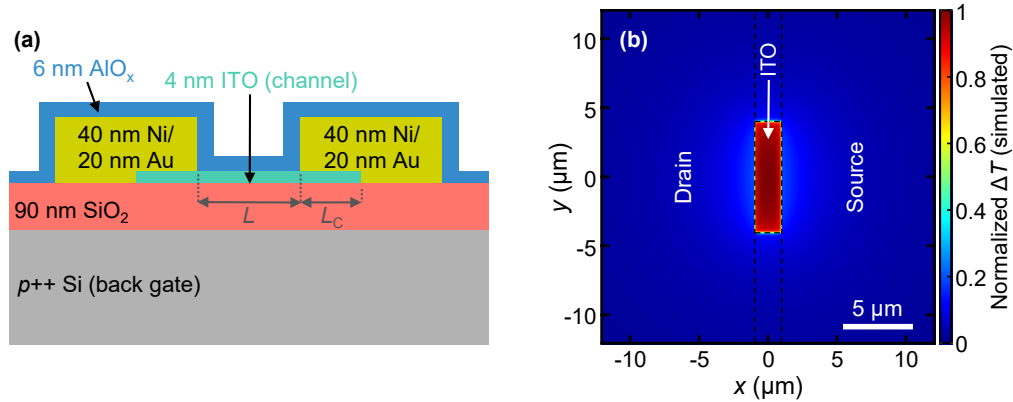 (a)
6 nm AlOₓ
4 nm ITO (channel)
40 nm Ni/
20 nm Au
40 nm Ni/
20 nm Au
90 nm SiO₂
L
L_C
p++ Si (back gate)
(b)
ITO
Drain
Source
5 μm
10
5
0
-5
-10
y (μm)
-10
-5
0
5
10
x (μm)
1
0.8
0.6
0.4
0.2
0
Normalized ΔT (simulated)